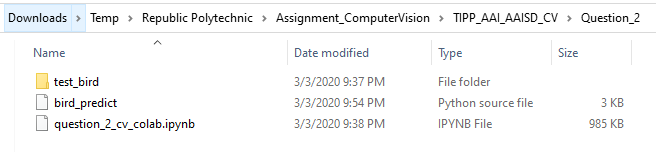 Downloads > Temp > Republic Polytechnic > Assignment_ComputerVision > TIPP_AAI_AAISD_CV > Question_2
Name Date modified Type Size
test_bird 3/3/2020 9:37 PM File folder
bird_predict 3/3/2020 9:54 PM Python source file 3 KB
question_2_cv_colab.ipynb 3/3/2020 9:38 PM IPYNB File 985 KB